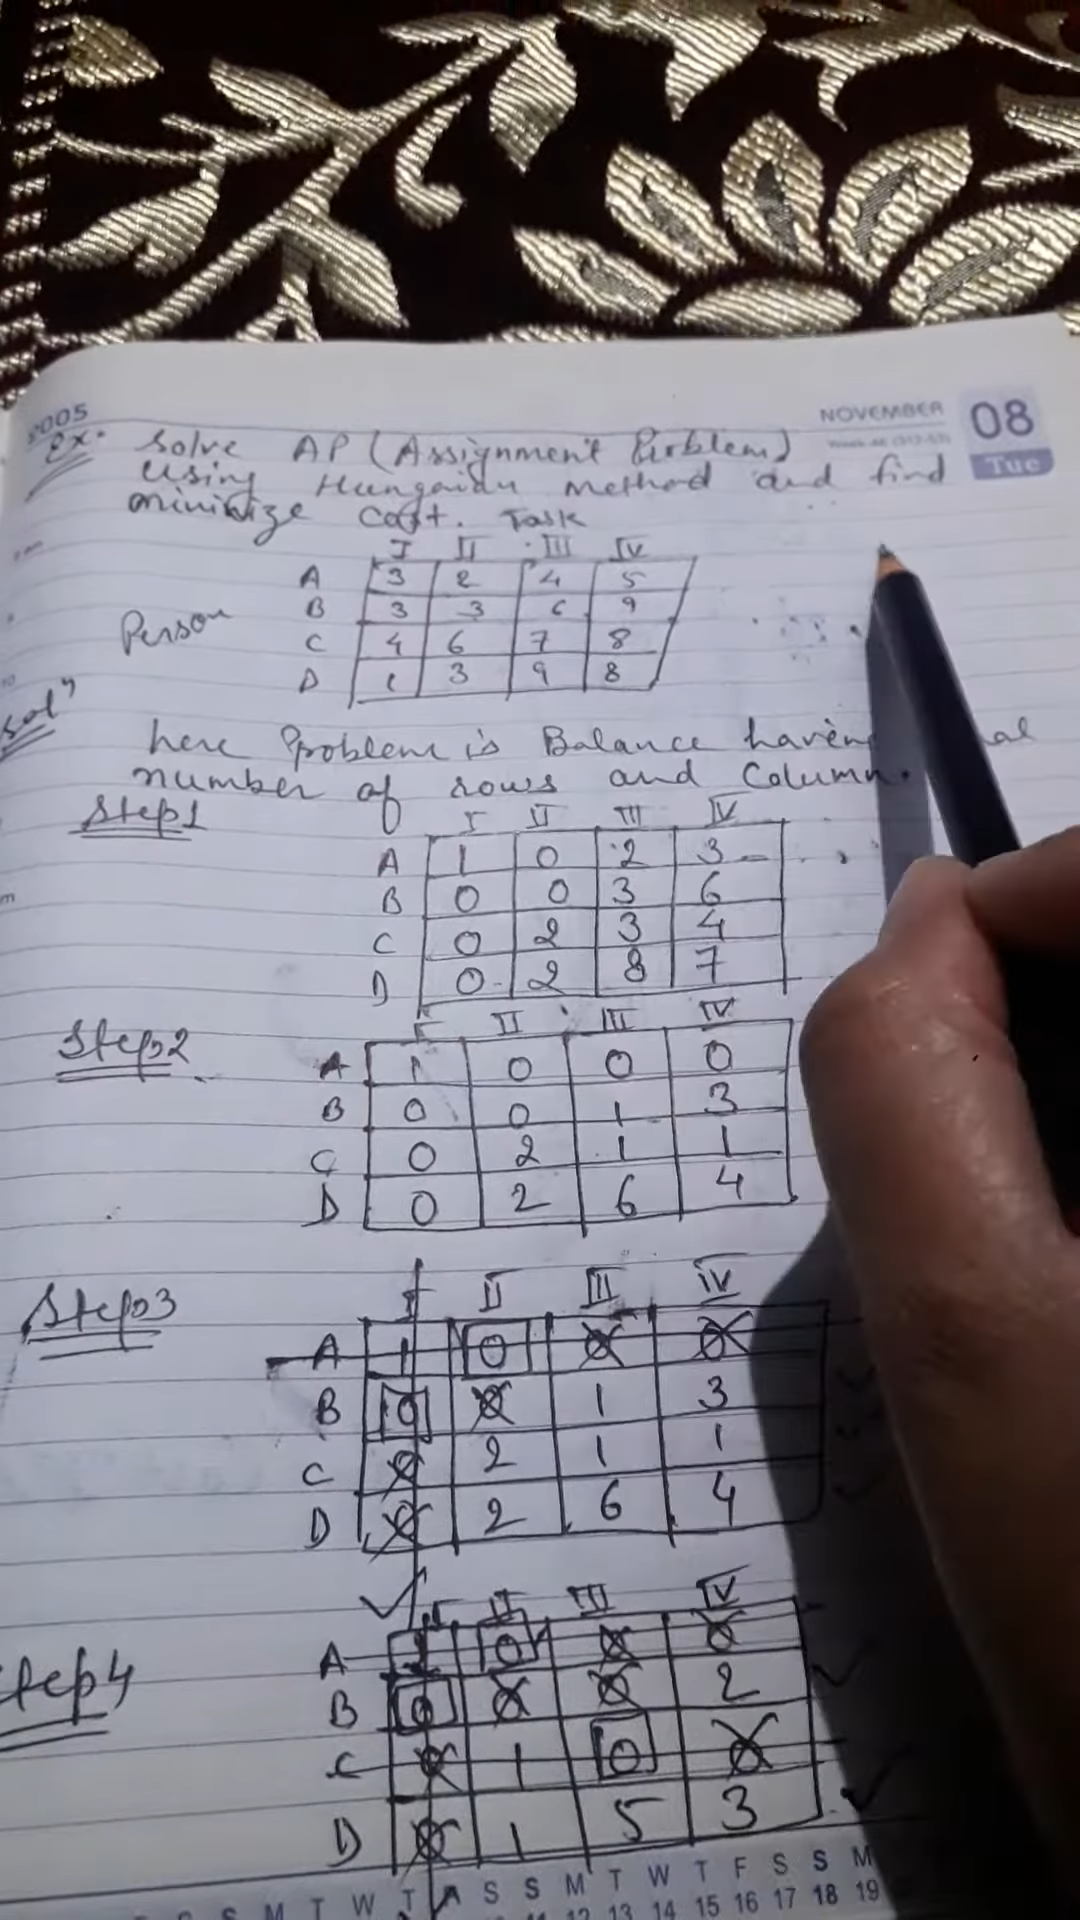 2005
NOVEMBER 08
Tue
Ex. Solve AP (Assignment Problem)
using Hungarian Method and find
minimize cost. Task
I II III IV
A 3 2 4 5
B 3 3 6 9
Person
C 4 6 7 8
D 1 3 9 8
Solⁿ
here Problem is Balance having
number of rows and Column.
Step1
I II III IV
A 1 0 2 3
B 0 0 3 6
C 0 2 3 4
D 0 2 8 7
Step2
I II III IV
A 1 0 0 0
B 0 0 1 3
C 0 2 1 1
D 0 2 6 4
Step3
I II III IV
A 1 0 0 0
B 0 0 1 3
C 0 2 1 1
D 0 2 6 4
Step4
I II III IV
A 0 0 0
B 0 0 0 2
C 0 1 0 0
D 0 1 5 3
S M T W T S S M T W T F S S M
12 13 14 15 16 17 18 19